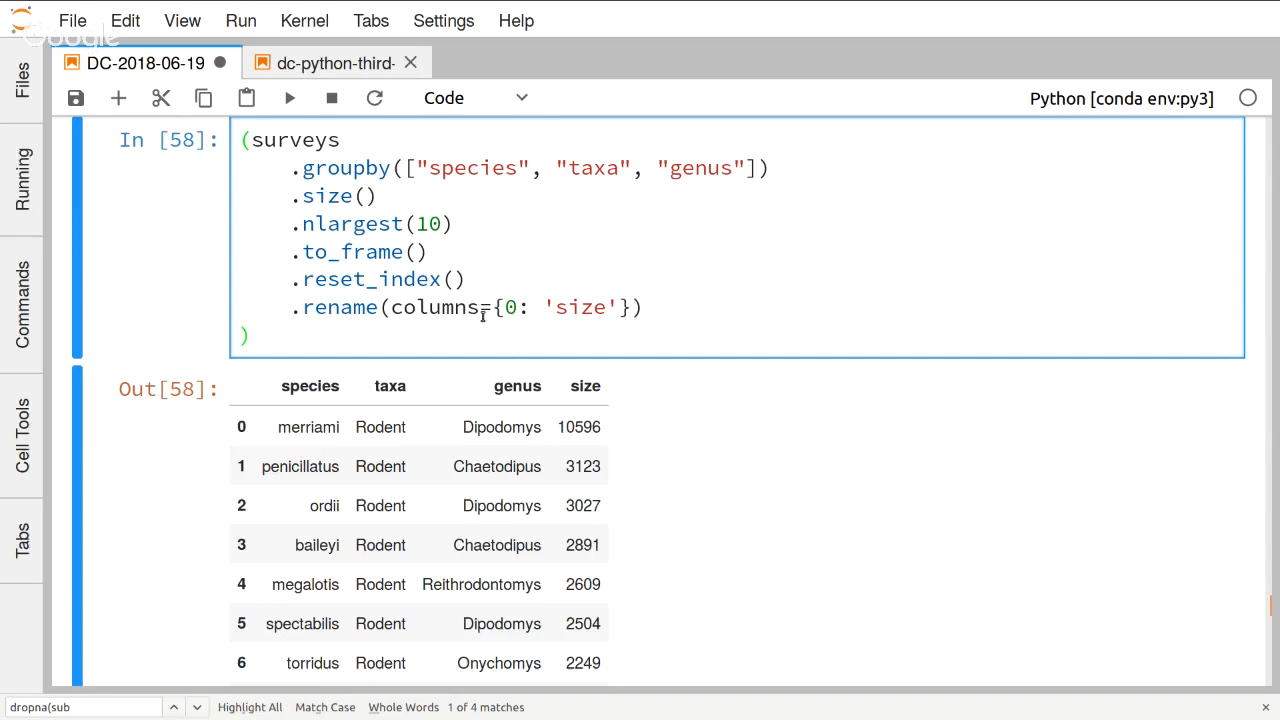 File Edit View Run Kernel Tabs Settings Help
Google
DC-2018-06-19 dc-python-third-
Code Python [conda env:py3]
Files
Running
Commands
Cell Tools
Tabs
In [58]: (surveys
.groupby(["species", "taxa", "genus"])
.size()
.nlargest(10)
.to_frame()
.reset_index()
.rename(columns={0: 'size'})
)
Out[58]: species taxa genus size
0 merriami Rodent Dipodomys 10596
1 penicillatus Rodent Chaetodipus 3123
2 ordii Rodent Dipodomys 3027
3 baileyi Rodent Chaetodipus 2891
4 megalotis Rodent Reithrodontomys 2609
5 spectabilis Rodent Dipodomys 2504
6 torridus Rodent Onychomys 2249
dropna(sub Highlight All Match Case Whole Words 1 of 4 matches